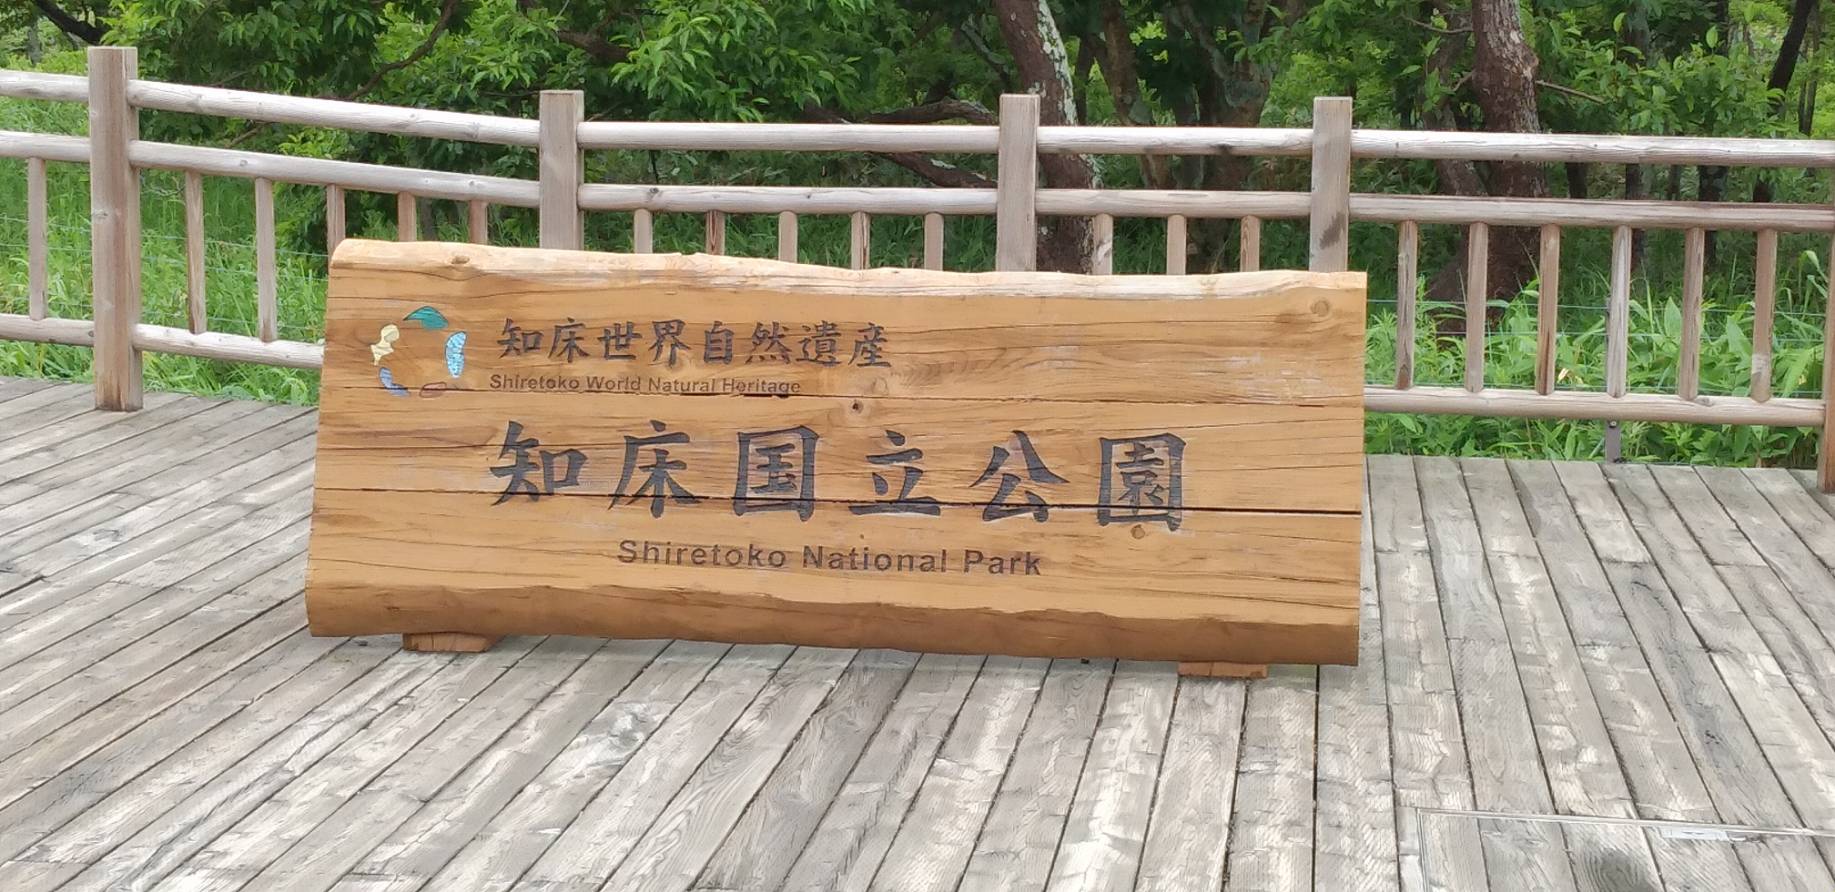 知床世界自然遺産
Shiretoko World Natural Heritage
知床国立公園
Shiretoko National Park